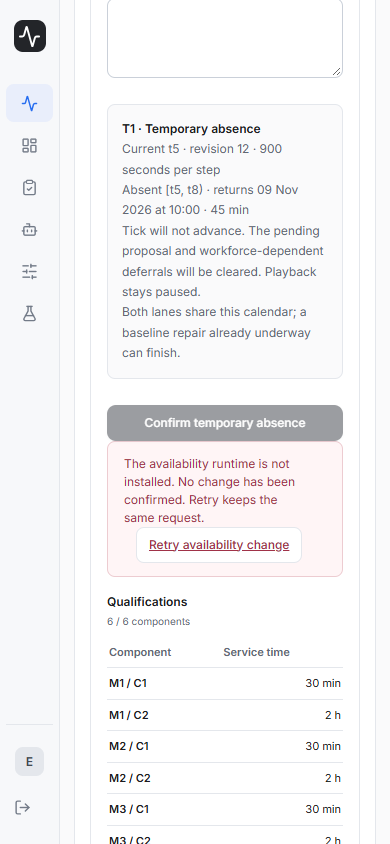 T1 · Temporary absence
Current t5 · revision 12 · 900
seconds per step
Absent [t5, t8) · returns 09 Nov
2026 at 10:00 · 45 min
Tick will not advance. The pending
proposal and workforce-dependent
deferrals will be cleared. Playback
stays paused.
Both lanes share this calendar; a
baseline repair already underway
can finish.
Confirm temporary absence
The availability runtime is not
installed. No change has been
confirmed. Retry keeps the
same request.
Retry availability change
Qualifications
6 / 6 components
Component Service time
M1 / C1 30 min
M1 / C2 2 h
M2 / C1 30 min
M2 / C2 2 h
M3 / C1 30 min
M3 / C2 2 h
E